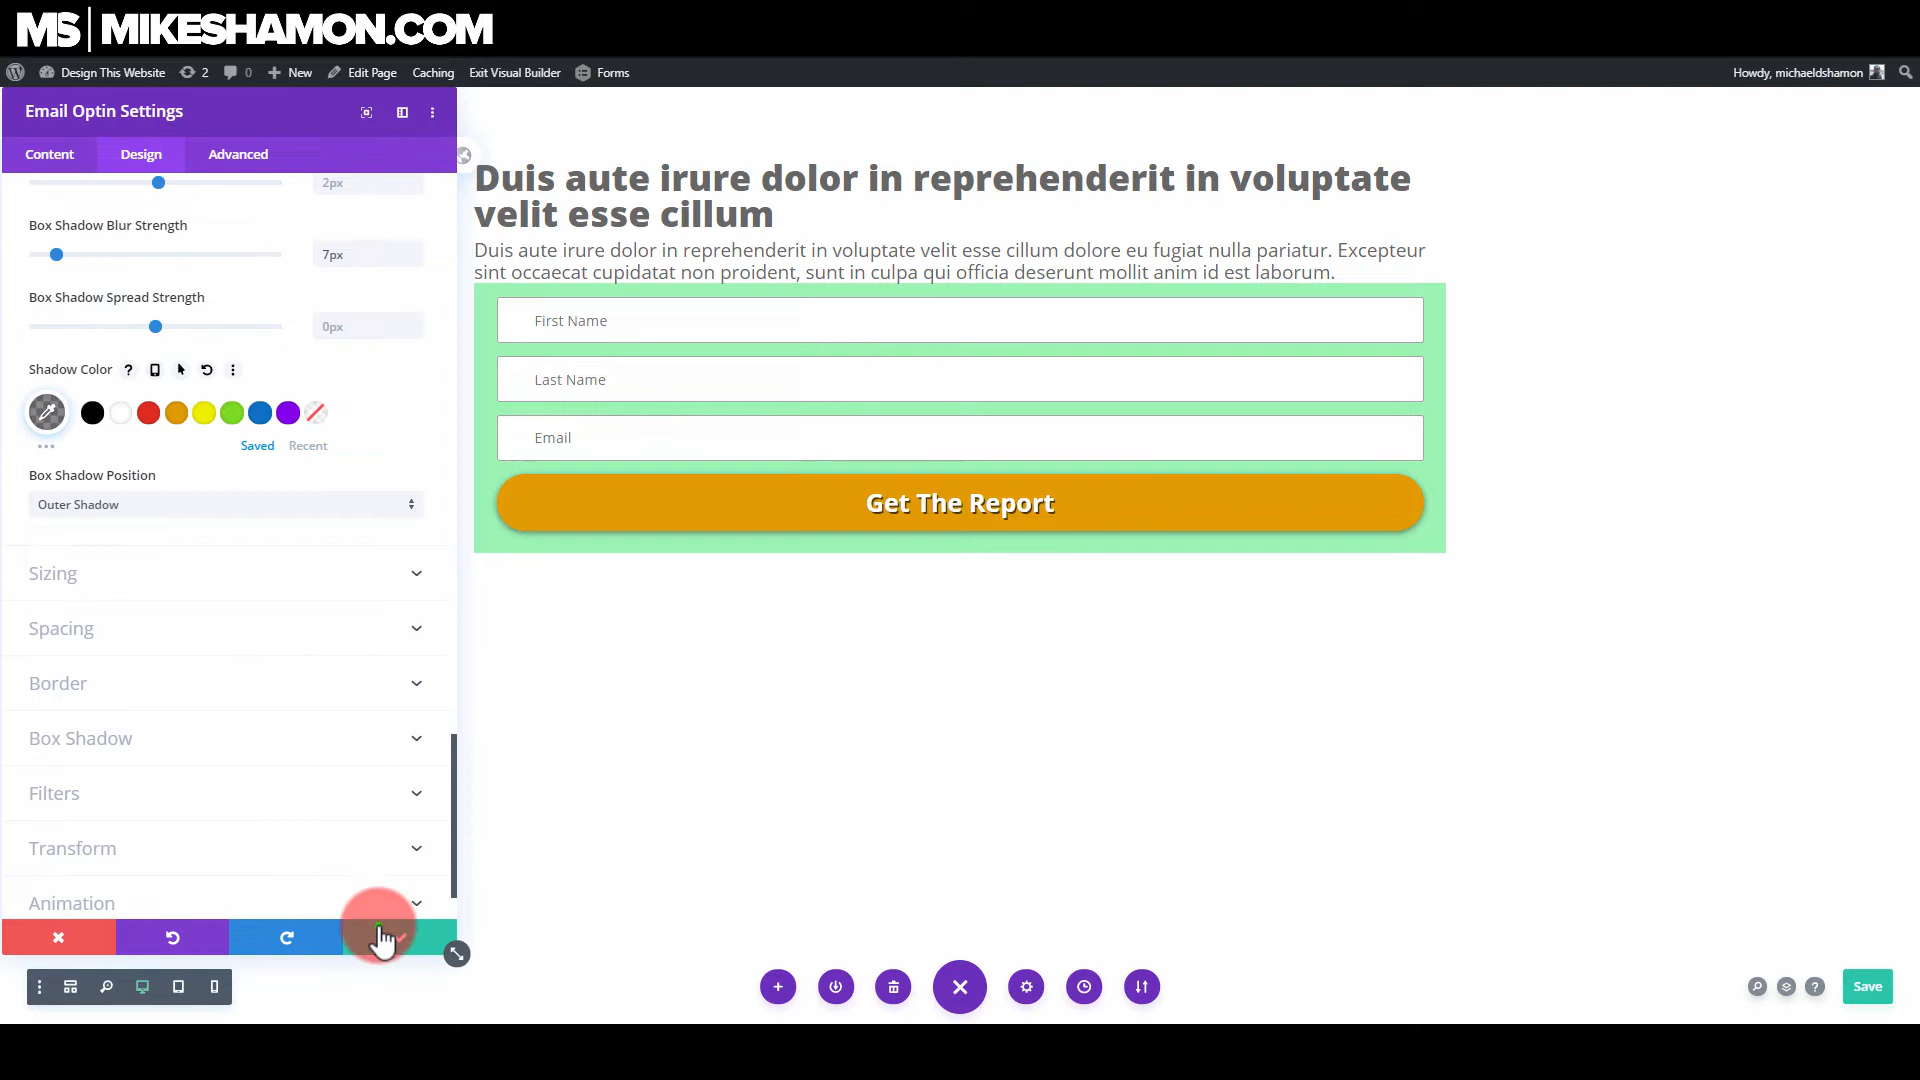 MS | MIKESHAMON.COM
Design This Website 2 0 New Edit Page Caching Exit Visual Builder Forms Howdy, michaeldshamon
Email Optin Settings
Content Design Advanced
2px
Box Shadow Blur Strength
7px
Box Shadow Spread Strength
0px
Shadow Color ?
Saved Recent
Box Shadow Position
Outer Shadow
Sizing
Spacing
Border
Box Shadow
Filters
Transform
Animation
Duis aute irure dolor in reprehenderit in voluptate
velit esse cillum
Duis aute irure dolor in reprehenderit in voluptate velit esse cillum dolore eu fugiat nulla pariatur. Excepteur
sint occaecat cupidatat non proident, sunt in culpa qui officia deserunt mollit anim id est laborum.
First Name
Last Name
Email
Get The Report
?
Save